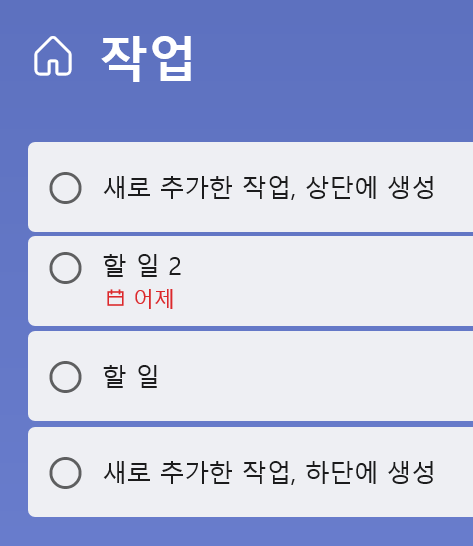 작업
새로 추가한 작업, 상단에 생성
할 일 2
어제
할 일
새로 추가한 작업, 하단에 생성